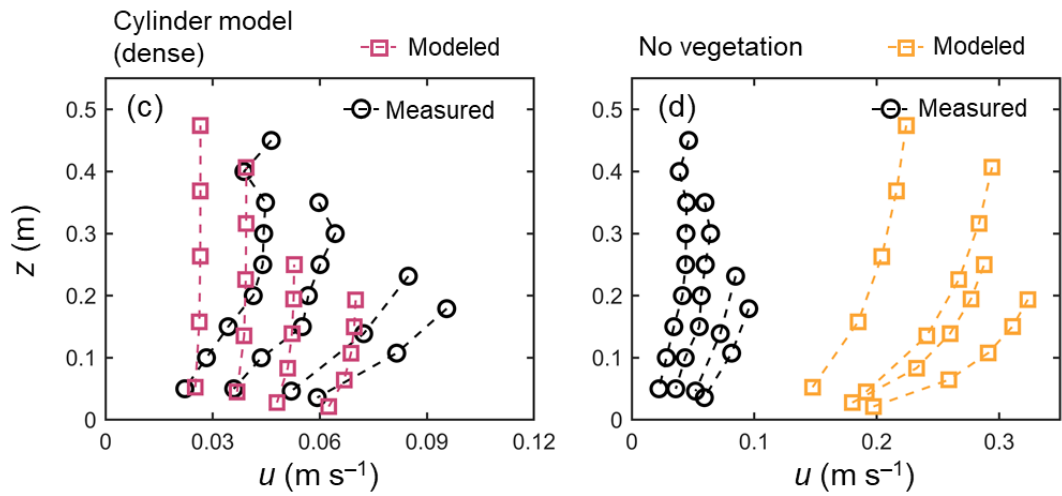 Cylinder model
(dense)
Modeled
No vegetation
Modeled
(c)
Measured
(d)
Measured
0.5
0.4
0.3
0.2
0.1
0
z (m)
0.5
0.4
0.3
0.2
0.1
0
0.03
0.06
0.09
0.12
0
0.1
0.2
0.3
u (m s⁻¹)
u (m s⁻¹)